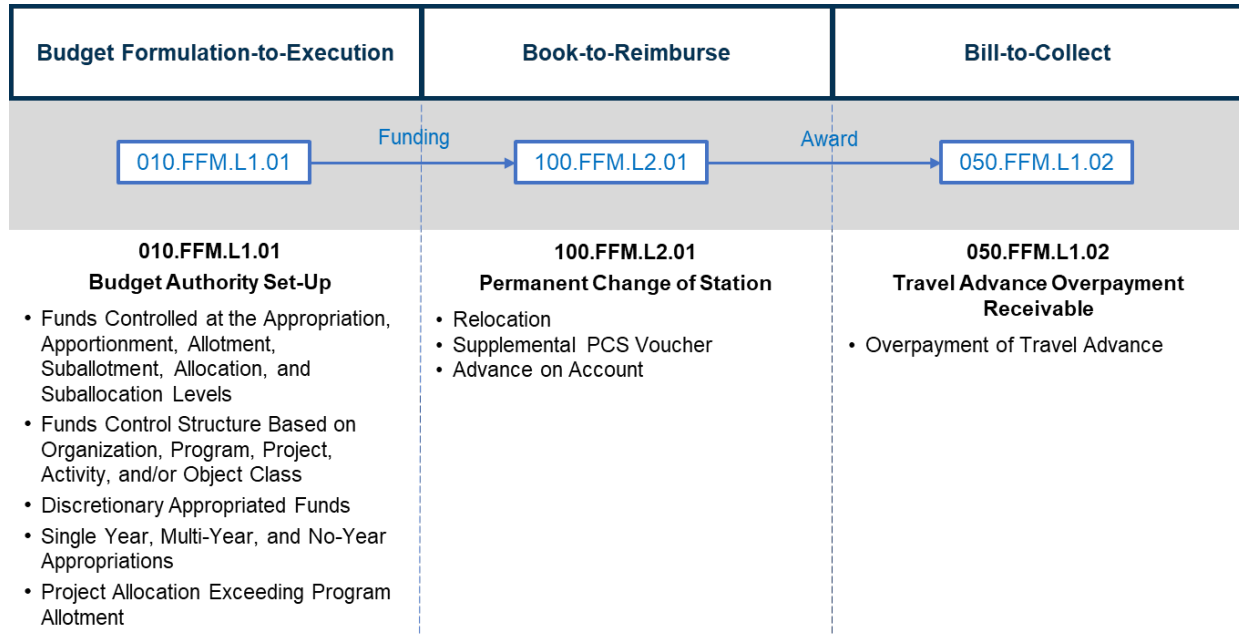 Budget Formulation-to-Execution
Book-to-Reimburse
Bill-to-Collect
Funding
Award
010.FFM.L1.01
100.FFM.L2.01
050.FFM.L1.02
010.FFM.L1.01
Budget Authority Set-Up
• Funds Controlled at the Appropriation,
Apportionment, Allotment,
Suballotment, Allocation, and
Suballocation Levels
• Funds Control Structure Based on
Organization, Program, Project,
Activity, and/or Object Class
• Discretionary Appropriated Funds
• Single Year, Multi-Year, and No-Year
Appropriations
• Project Allocation Exceeding Program
Allotment
100.FFM.L2.01
Permanent Change of Station
• Relocation
• Supplemental PCS Voucher
• Advance on Account
050.FFM.L1.02
Travel Advance Overpayment
Receivable
• Overpayment of Travel Advance